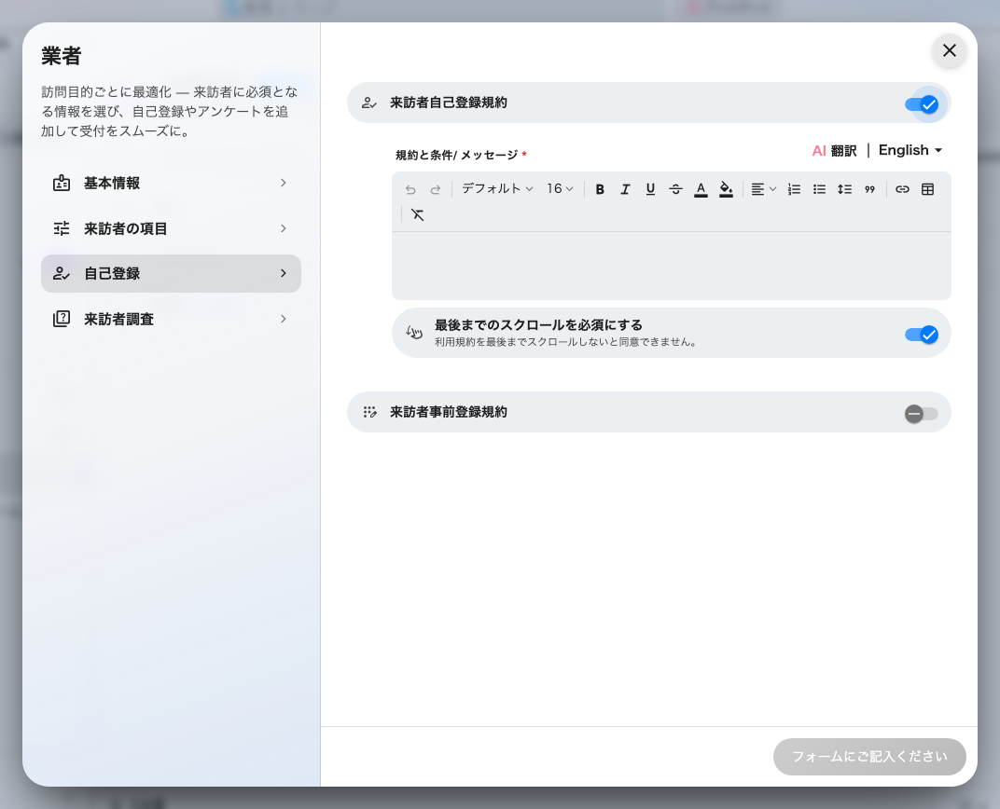 業者
訪問目的ごとに最適化 — 来訪者に必須とな
る情報を選び、自己登録やアンケートを追
加して受付をスムーズに。
基本情報
来訪者の項目
自己登録
来訪者調査
来訪者自己登録規約
規約と条件/ メッセージ *
AI 翻訳 | English
デフォルト 16 B I U S A
最後までのスクロールを必須にする
利用規約を最後までスクロールしないと同意できません。
来訪者事前登録規約
フォームにご記入ください